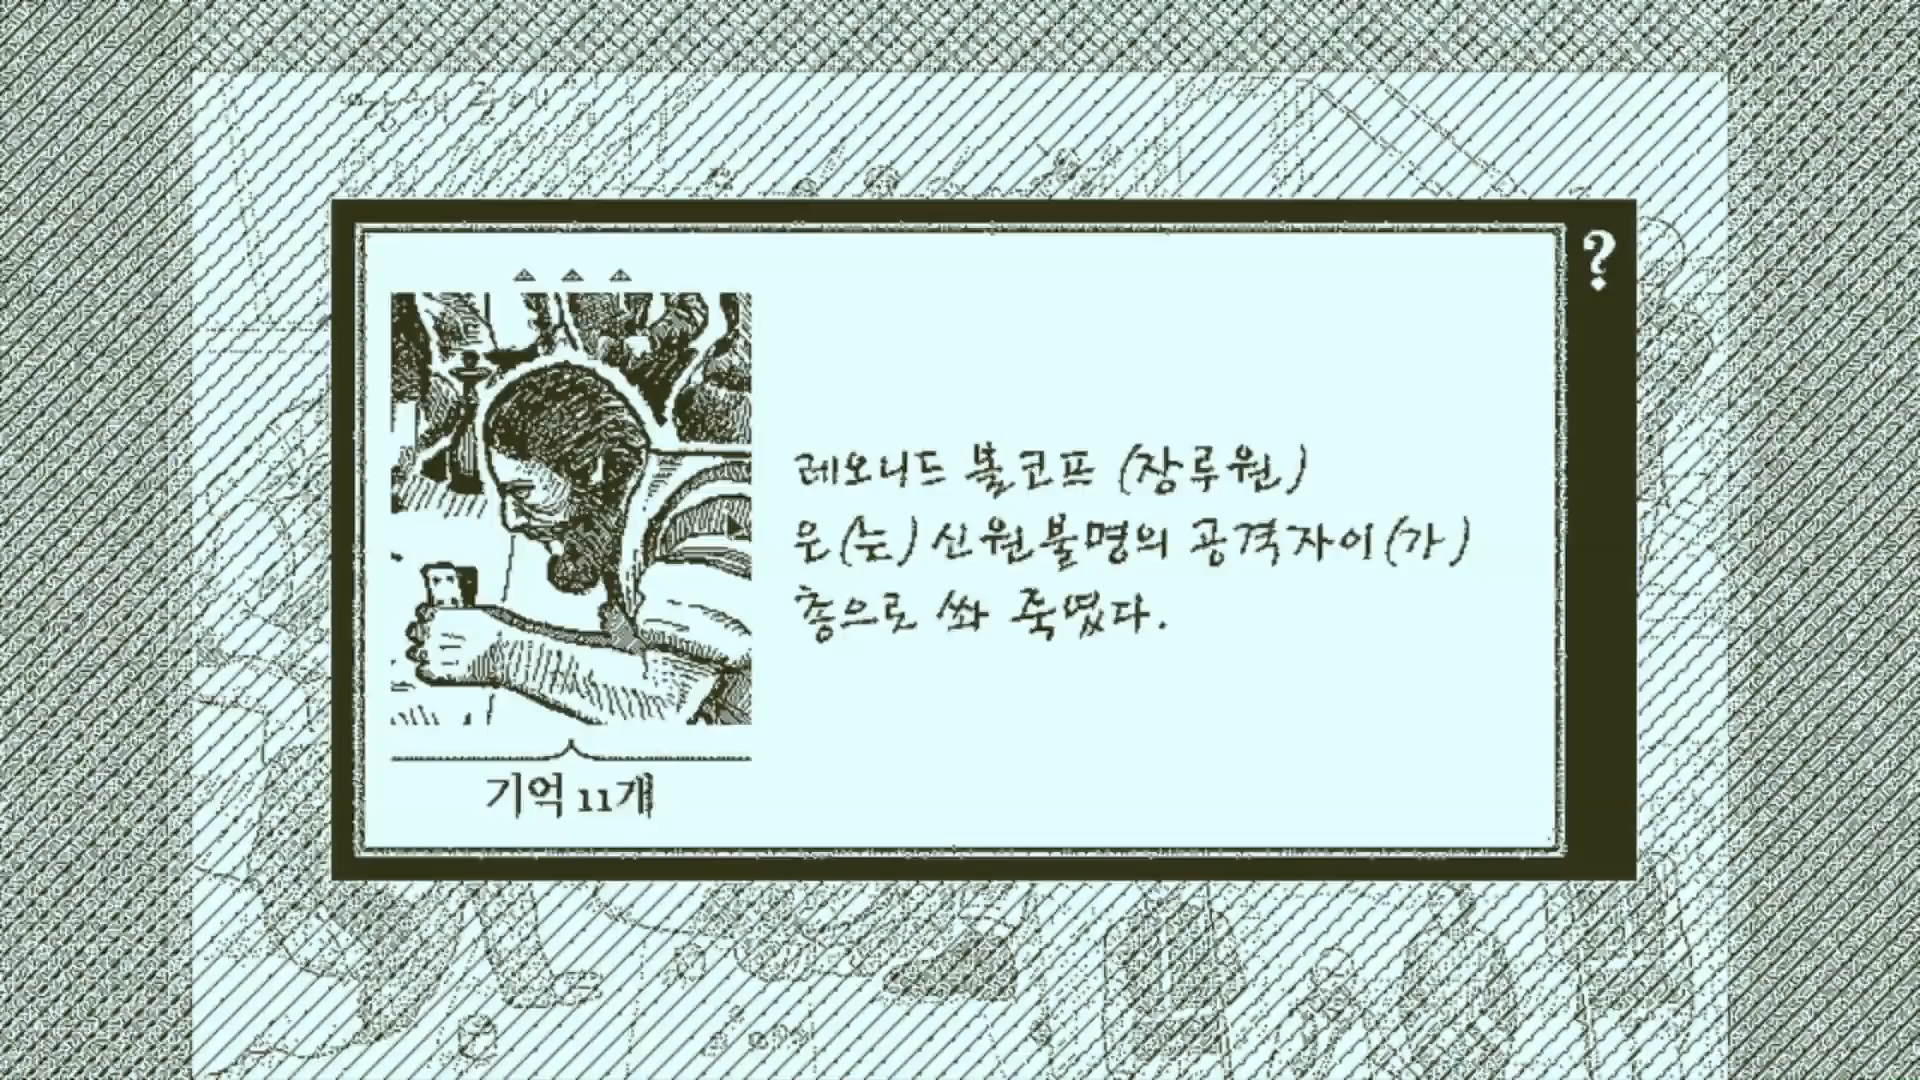 레오니드 볼코프 (장루원)
은(는) 신원불명의 공격자이(가)
총으로 쏴 죽였다.
기억 11개
?